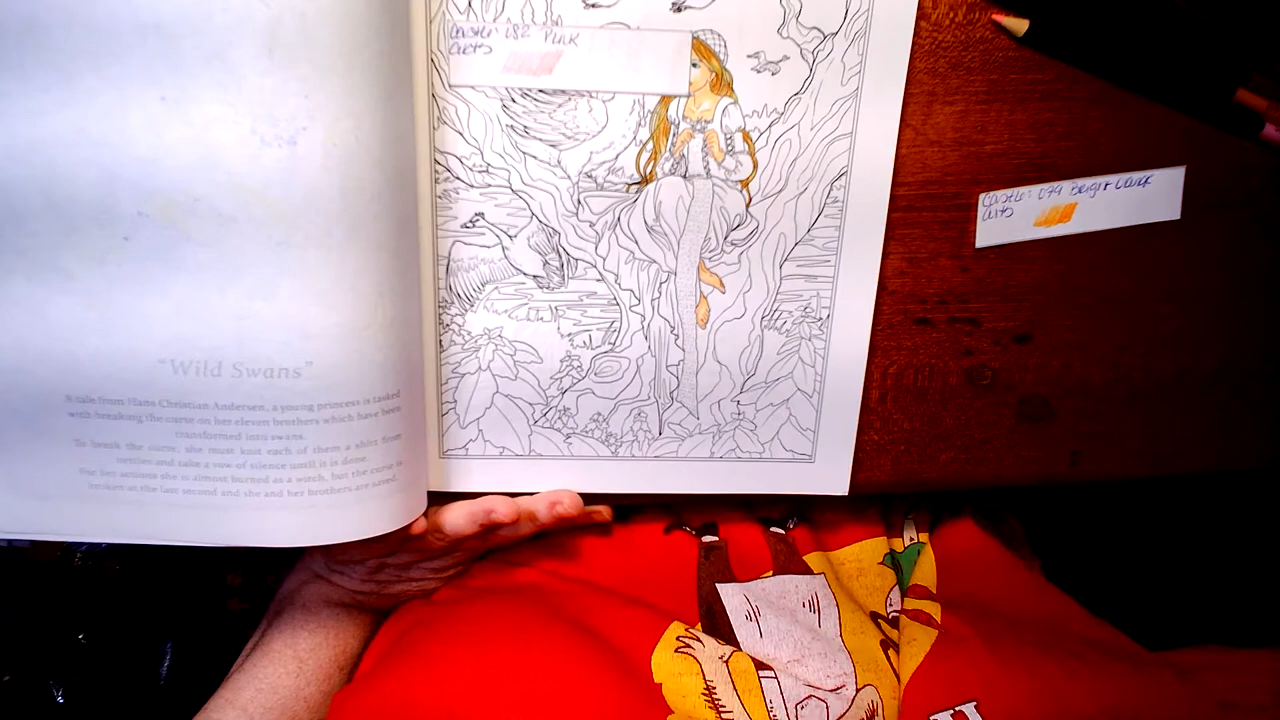 Castle 082 Pink
Arts
Castle 079 Bright Orange
Arts
"Wild Swans"
A tale from Hans Christian Andersen, a young princess is tasked
with breaking the curse on her eleven brothers which have been
transformed into swans.
To break the curse, she must knit each of them a shirt from
nettles and take a vow of silence until it is done.
But her actions she is almost burned as a witch, but the curse is
broken at the last second and she and her brothers are saved.